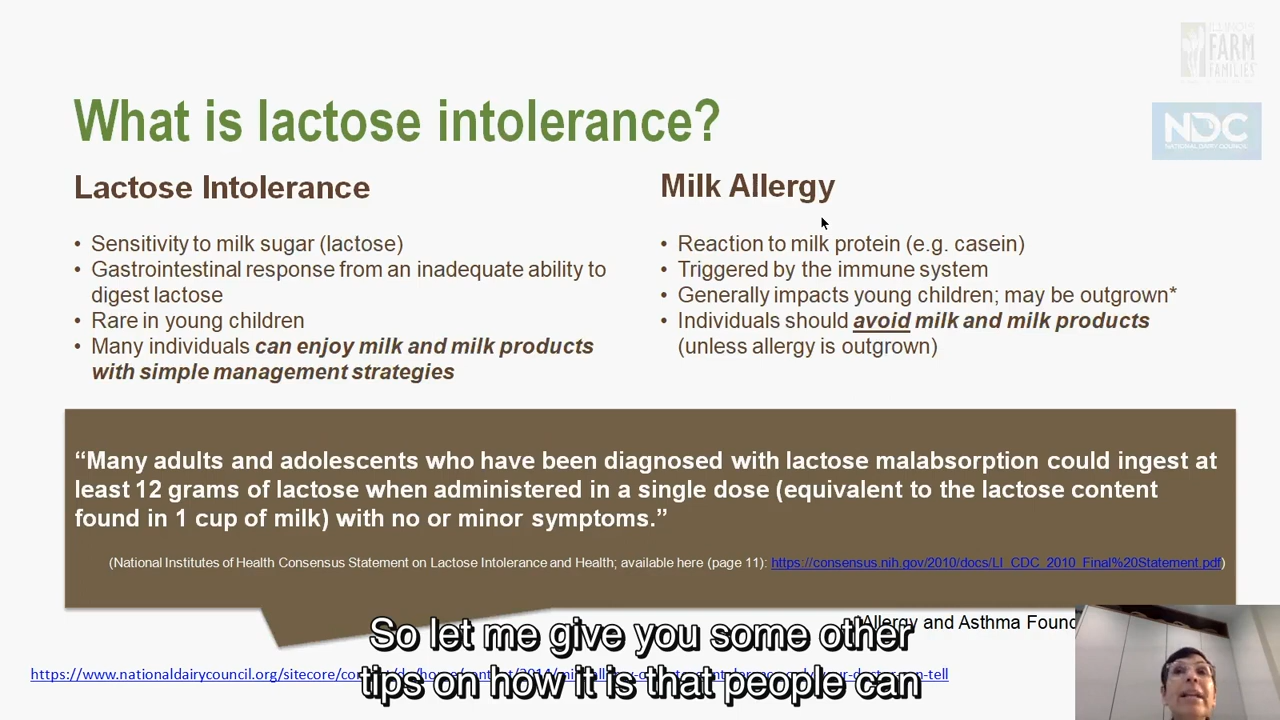 ILLINOIS
FARM
FAMILIES
What is lactose intolerance?
NDC
NATIONAL DAIRY COUNCIL
Lactose Intolerance
• Sensitivity to milk sugar (lactose)
• Gastrointestinal response from an inadequate ability to
digest lactose
• Rare in young children
• Many individuals can enjoy milk and milk products
with simple management strategies
Milk Allergy
• Reaction to milk protein (e.g. casein)
• Triggered by the immune system
• Generally impacts young children; may be outgrown*
• Individuals should avoid milk and milk products
(unless allergy is outgrown)
“Many adults and adolescents who have been diagnosed with lactose malabsorption could ingest at
least 12 grams of lactose when administered in a single dose (equivalent to the lactose content
found in 1 cup of milk) with no or minor symptoms.”
(National Institutes of Health Consensus Statement on Lactose Intolerance and Health; available here (page 11): https://consensus.nih.gov/2010/docs/LI_CDC_2010_Final%20Statement.pdf)
Allergy and Asthma Found
https://www.nationaldairycouncil.org/sitecore/
So let me give you some other
tips on how it is that people can